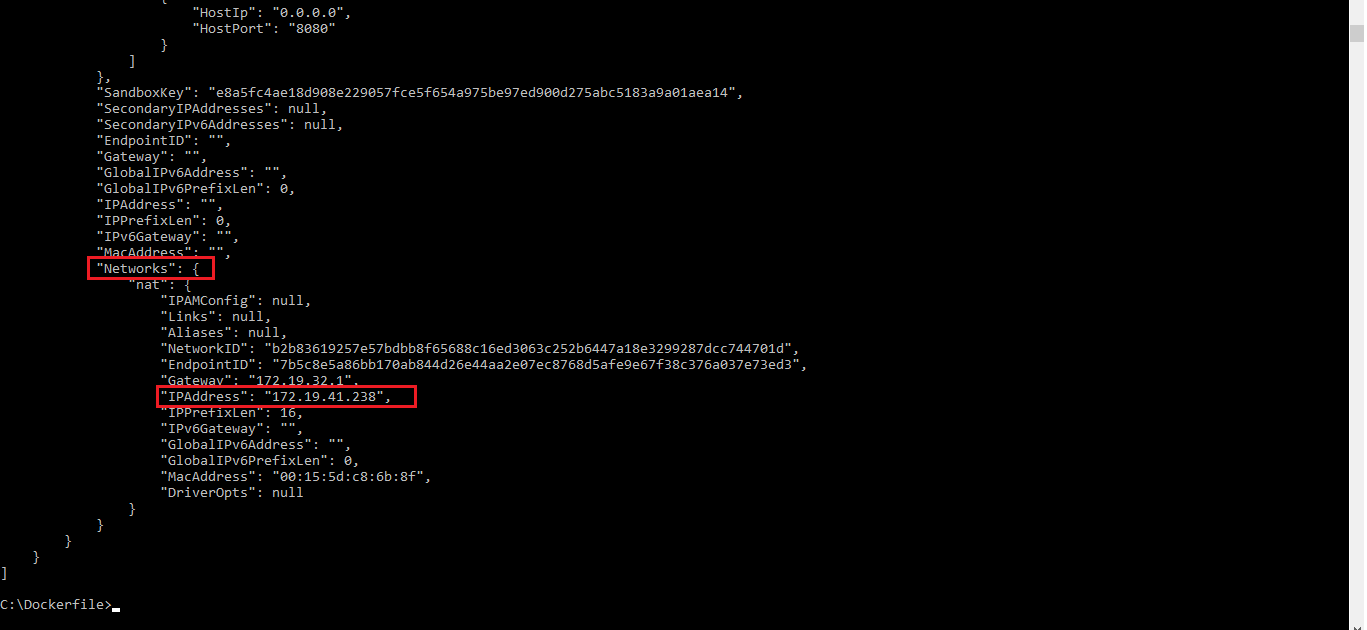 {
"HostIp": "0.0.0.0",
"HostPort": "8080"
}
]
},
"SandboxKey": "e8a5fc4ae18d908e229057fce5f654a975be97ed900d275abc5183a9a01aea14",
"SecondaryIPAddresses": null,
"SecondaryIPv6Addresses": null,
"EndpointID": "",
"Gateway": "",
"GlobalIPv6Address": "",
"GlobalIPv6PrefixLen": 0,
"IPAddress": "",
"IPPrefixLen": 0,
"IPv6Gateway": "",
"MacAddress": "",
"Networks": {
"nat": {
"IPAMConfig": null,
"Links": null,
"Aliases": null,
"NetworkID": "b2b83619257e57bdbb8f65688c16ed3063c252b6447a18e3299287dcc744701d",
"EndpointID": "7b5c8e5a86bb170ab844d26e44aa2e07ec8768d5afe9e67f38c376a037e73ed3",
"Gateway": "172.19.32.1",
"IPAddress": "172.19.41.238",
"IPPrefixLen": 16,
"IPv6Gateway": "",
"GlobalIPv6Address": "",
"GlobalIPv6PrefixLen": 0,
"MacAddress": "00:15:5d:c8:6b:8f",
"DriverOpts": null
}
}
}
}
]
C:\Dockerfile>